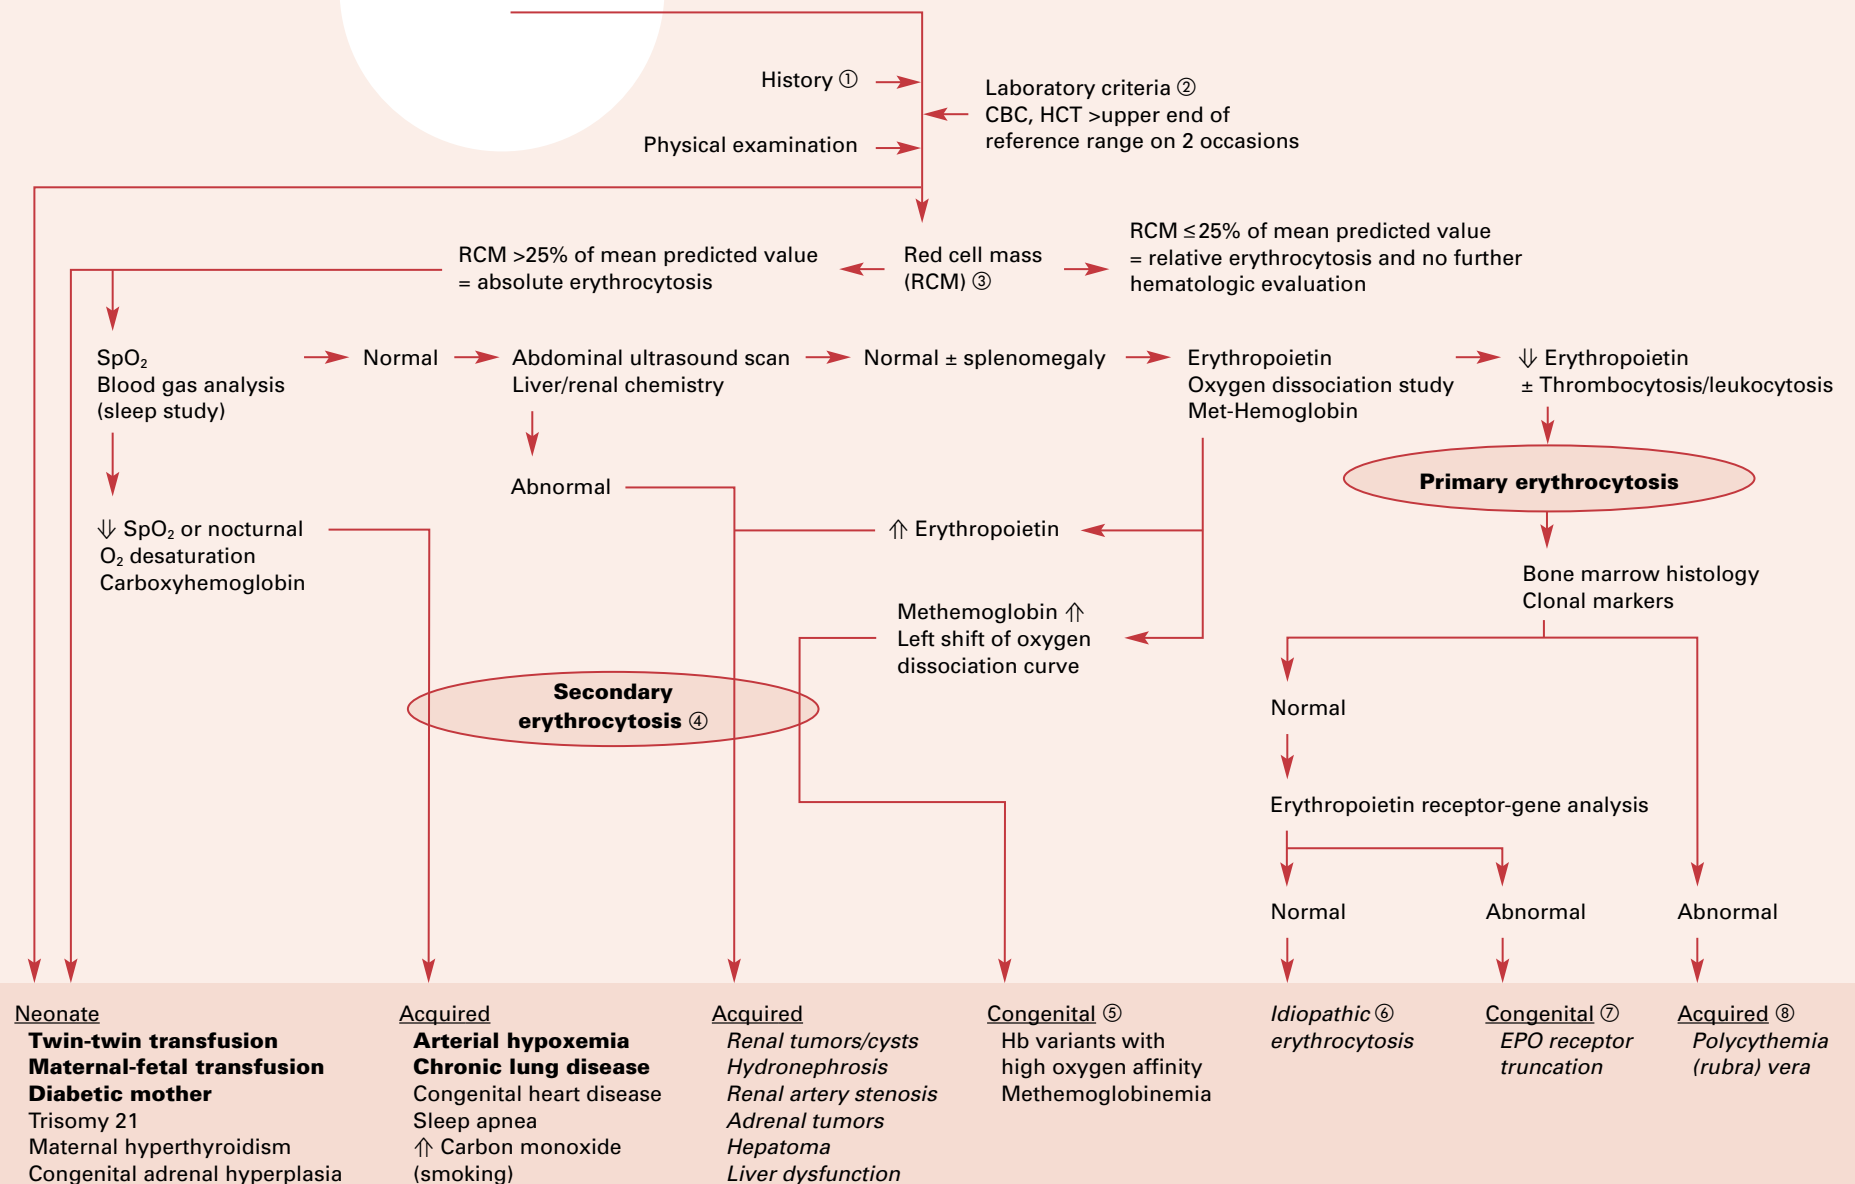 History ①
Laboratory criteria ②
CBC, HCT >upper end of
reference range on 2 occasions
Physical examination
RCM >25% of mean predicted value
= absolute erythrocytosis
Red cell mass
(RCM) ③
RCM ≤25% of mean predicted value
= relative erythrocytosis and no further
hematologic evaluation
SpO₂
Blood gas analysis
(sleep study)
Normal
Abdominal ultrasound scan
Liver/renal chemistry
Normal ± splenomegaly
Erythropoietin
Oxygen dissociation study
Met-Hemoglobin
⇓ Erythropoietin
± Thrombocytosis/leukocytosis
Primary erythrocytosis
Abnormal
⇓ SpO₂ or nocturnal
O₂ desaturation
Carboxyhemoglobin
⇑ Erythropoietin
Bone marrow histology
Clonal markers
Methemoglobin ⇑
Left shift of oxygen
dissociation curve
Secondary
erythrocytosis ④
Normal
Erythropoietin receptor-gene analysis
Normal
Abnormal
Abnormal
Neonate
Twin-twin transfusion
Maternal-fetal transfusion
Diabetic mother
Trisomy 21
Maternal hyperthyroidism
Congenital adrenal hyperplasia
Acquired
Arterial hypoxemia
Chronic lung disease
Congenital heart disease
Sleep apnea
⇑ Carbon monoxide
(smoking)
Acquired
Renal tumors/cysts
Hydronephrosis
Renal artery stenosis
Adrenal tumors
Hepatoma
Liver dysfunction
Congenital ⑤
Hb variants with
high oxygen affinity
Methemoglobinemia
Idiopathic ⑥
erythrocytosis
Congenital ⑦
EPO receptor
truncation
Acquired ⑧
Polycythemia
(rubra) vera